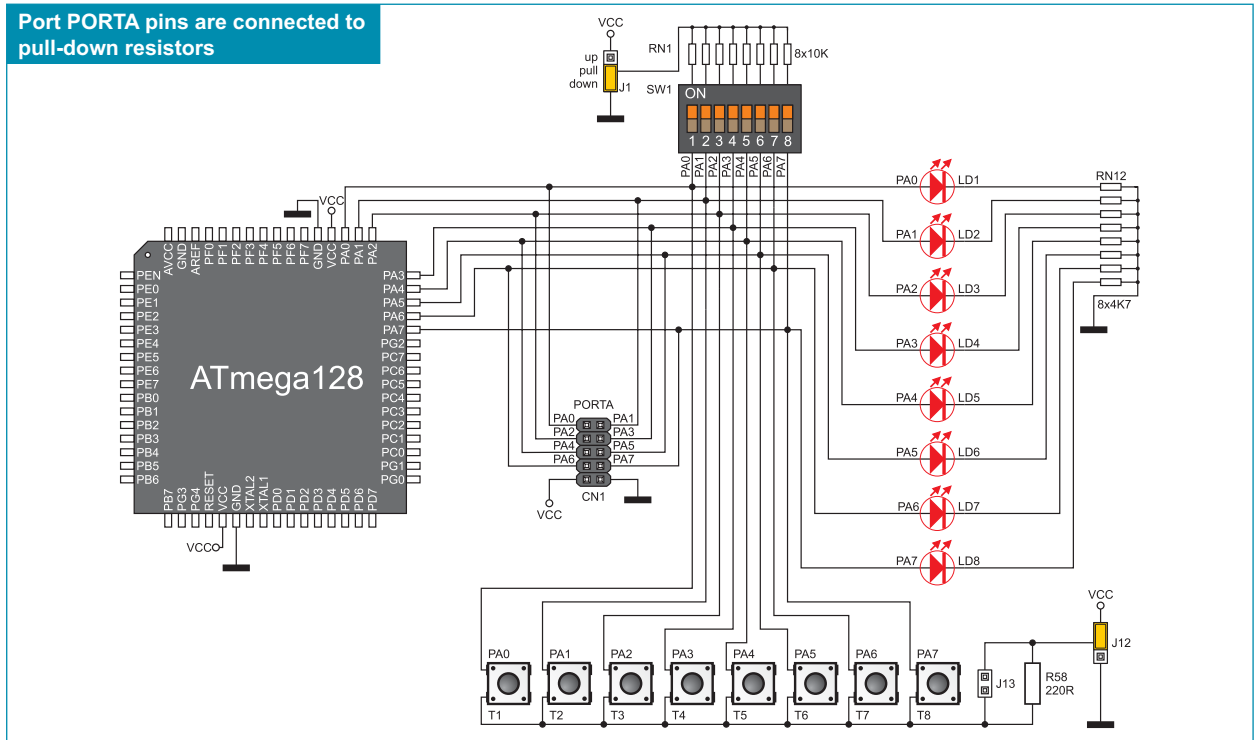 Port PORTA pins are connected to
pull-down resistors
VCC
up
pull
down
J1
RN1
8x10K
SW1
ON
1 2 3 4 5 6 7 8
PA0
PA1
PA2
PA3
PA4
PA5
PA6
PA7
VCC
AVCC
GND
AREF
PF0
PF1
PF2
PF3
PF4
PF5
PF6
PF7
GND
VCC
PA0
PA1
PA2
PEN
PE0
PE1
PE2
PE3
PE4
PE5
PE6
PE7
PB0
PB1
PB2
PB3
PB4
PB5
PB6
ATmega128
PA3
PA4
PA5
PA6
PA7
PG2
PC7
PC6
PC5
PC4
PC3
PC2
PC1
PC0
PG1
PG0
PB7
PG3
PG4
RESET
VCC
GND
XTAL2
XTAL1
PD0
PD1
PD2
PD3
PD4
PD5
PD6
PD7
VCC
PORTA
PA0 PA1
PA2 PA3
PA4 PA5
PA6 PA7
CN1
VCC
PA0 LD1
PA1 LD2
PA2 LD3
PA3 LD4
PA4 LD5
PA5 LD6
PA6 LD7
PA7 LD8
RN12
8x4K7
PA0 PA1 PA2 PA3 PA4 PA5 PA6 PA7
T1 T2 T3 T4 T5 T6 T7 T8
J13
R58
220R
VCC
J12